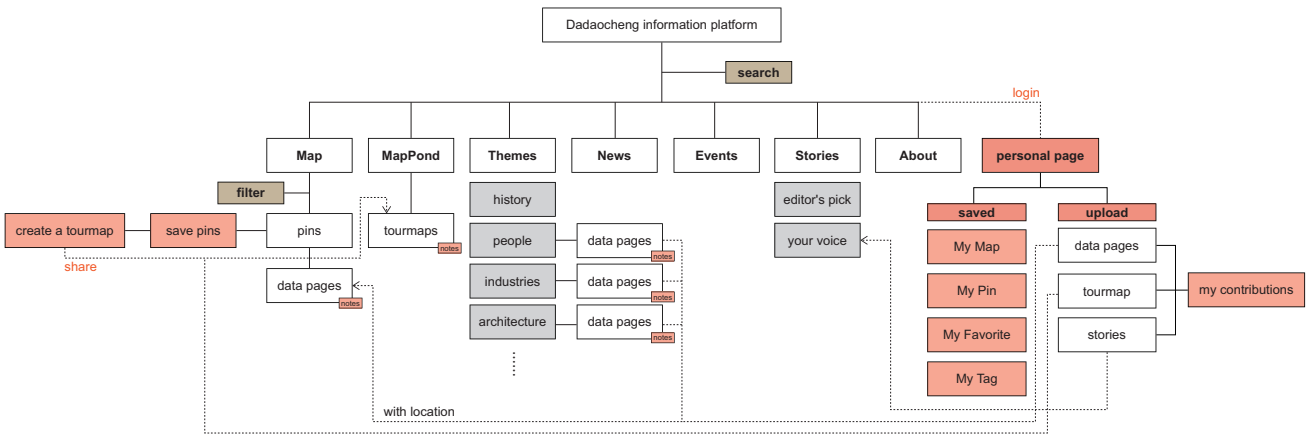 Dadaocheng information platform
search
login
Map
MapPond
Themes
News
Events
Stories
About
personal page
filter
history
editor's pick
saved
upload
create a tourmap
save pins
pins
tourmaps
notes
people
data pages
notes
your voice
My Map
data pages
share
data pages
notes
industries
data pages
notes
My Pin
tourmap
my contributions
architecture
data pages
notes
My Favorite
stories
My Tag
with location